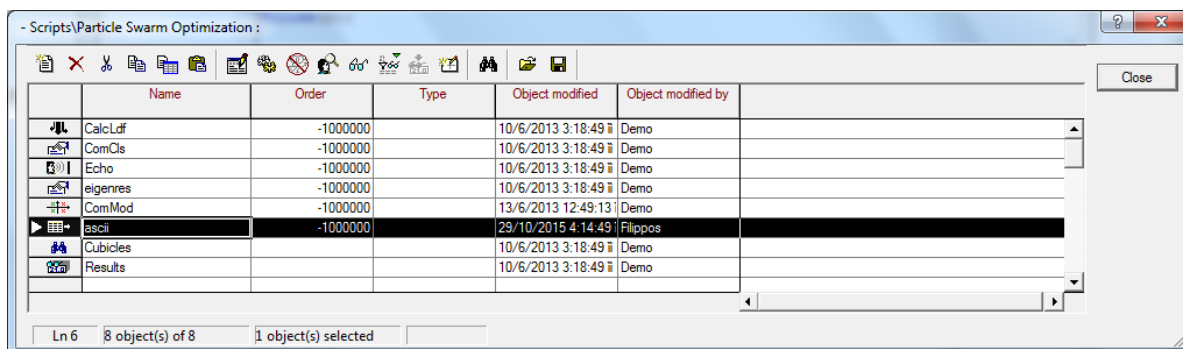 - Scripts\Particle Swarm Optimization :
Close
Name Order Type Object modified Object modified by
CalcLdf -1000000 10/6/2013 3:18:49 Demo
ComCls -1000000 10/6/2013 3:18:49 Demo
Echo -1000000 10/6/2013 3:18:49 Demo
eigenres -1000000 10/6/2013 3:18:49 Demo
ComMod -1000000 13/6/2013 12:49:13 Demo
ascii -1000000 29/10/2015 4:14:49 Filippos
Cubicles 10/6/2013 3:18:49 Demo
Results 10/6/2013 3:18:49 Demo
Ln 6 8 object(s) of 8 1 object(s) selected